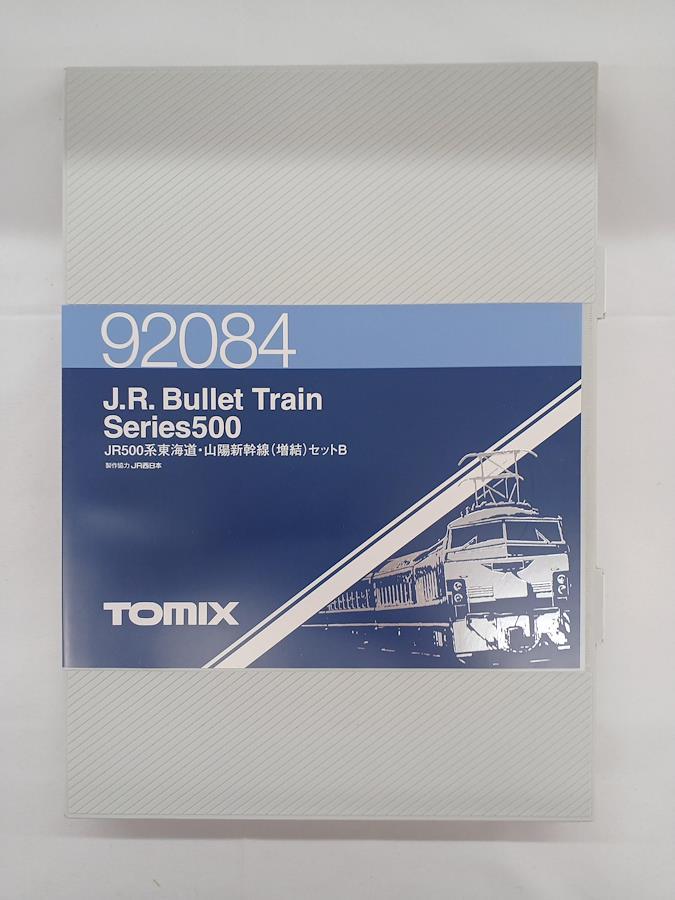 92084
J.R. Bullet Train
Series500
JR500系東海道・山陽新幹線(増結)セットB
製作協力 JR西日本
TOMIX